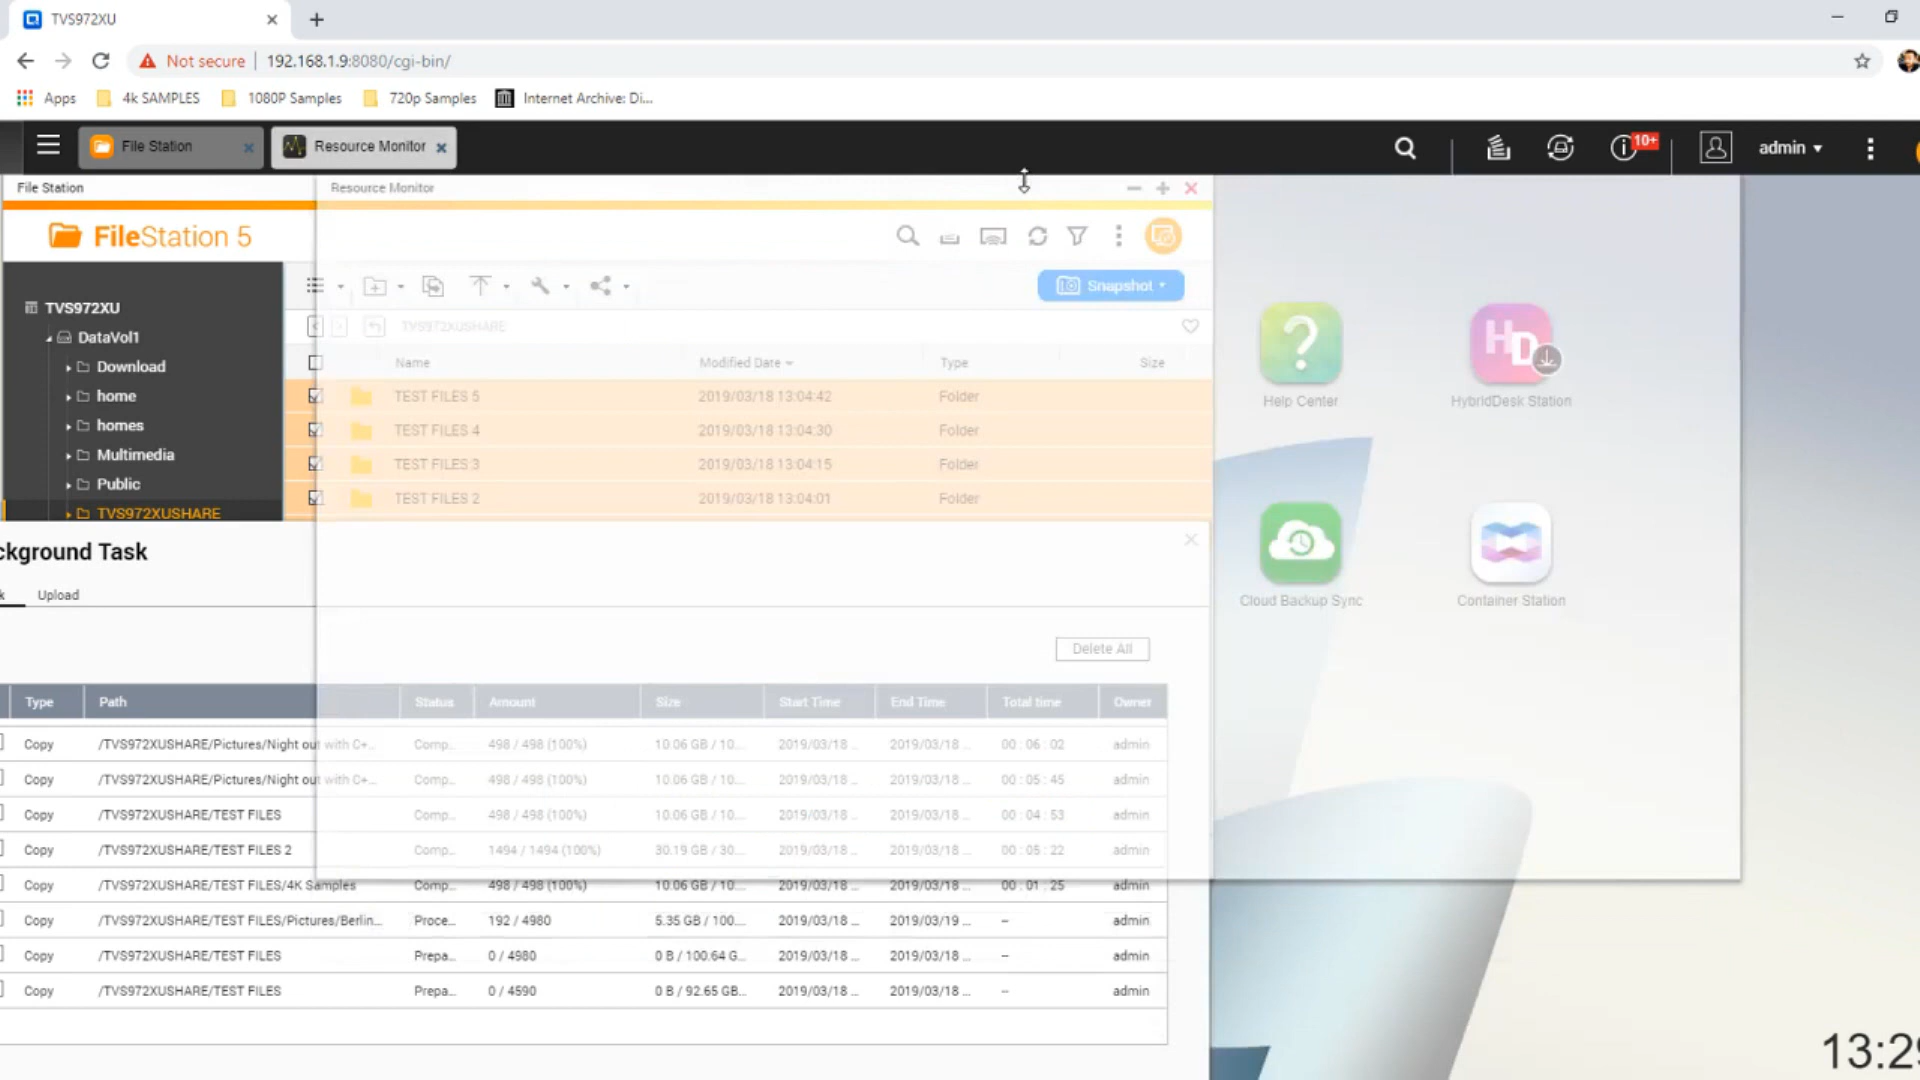 TVS972XU
Not secure 192.168.1.9:8080/cgi-bin/
Apps 4k SAMPLES 1080P Samples 720p Samples Internet Archive: Di...
File Station Resource Monitor 10+ admin
File Station Resource Monitor
FileStation 5
Snapshot
TVS972XU
TVS972XUSHARE
DataVol1
Name Modified Date Type Size
Download
home
TEST FILES 5 2019/03/18 13:04:42 Folder
homes
TEST FILES 4 2019/03/18 13:04:30 Folder
Multimedia
TEST FILES 3 2019/03/18 13:04:15 Folder
Public
TEST FILES 2 2019/03/18 13:04:01 Folder
TVS972XUSHARE
Help Center
HybridDesk Station
Cloud Backup Sync
Container Station
ckground Task
k Upload
Delete All
Type Path Status Amount Size Start Time End Time Total time Owner
Copy /TVS972XUSHARE/Pictures/Night out with C+... Comp... 498 / 498 (100%) 10.06 GB / 10.... 2019/03/18 ... 2019/03/18 ... 00 : 06 : 02 admin
Copy /TVS972XUSHARE/Pictures/Night out with C+... Comp... 498 / 498 (100%) 10.06 GB / 10.... 2019/03/18 ... 2019/03/18 ... 00 : 05 : 45 admin
Copy /TVS972XUSHARE/TEST FILES Comp... 498 / 498 (100%) 10.06 GB / 10.... 2019/03/18 ... 2019/03/18 ... 00 : 04 : 53 admin
Copy /TVS972XUSHARE/TEST FILES 2 Comp... 1494 / 1494 (100%) 30.19 GB / 30.... 2019/03/18 ... 2019/03/18 ... 00 : 05 : 22 admin
Copy /TVS972XUSHARE/TEST FILES/4K Samples Comp... 498 / 498 (100%) 10.06 GB / 10.... 2019/03/18 ... 2019/03/18 ... 00 : 01 : 25 admin
Copy /TVS972XUSHARE/TEST FILES/Pictures/Berlin... Proce... 192 / 4980 5.35 GB / 100.... 2019/03/18 ... 2019/03/19 ... -- admin
Copy /TVS972XUSHARE/TEST FILES Prepa... 0 / 4980 0 B / 100.64 G... 2019/03/18 ... 2019/03/18 ... -- admin
Copy /TVS972XUSHARE/TEST FILES Prepa... 0 / 4590 0 B / 92.65 GB... 2019/03/18 ... 2019/03/18 ... -- admin
13:29